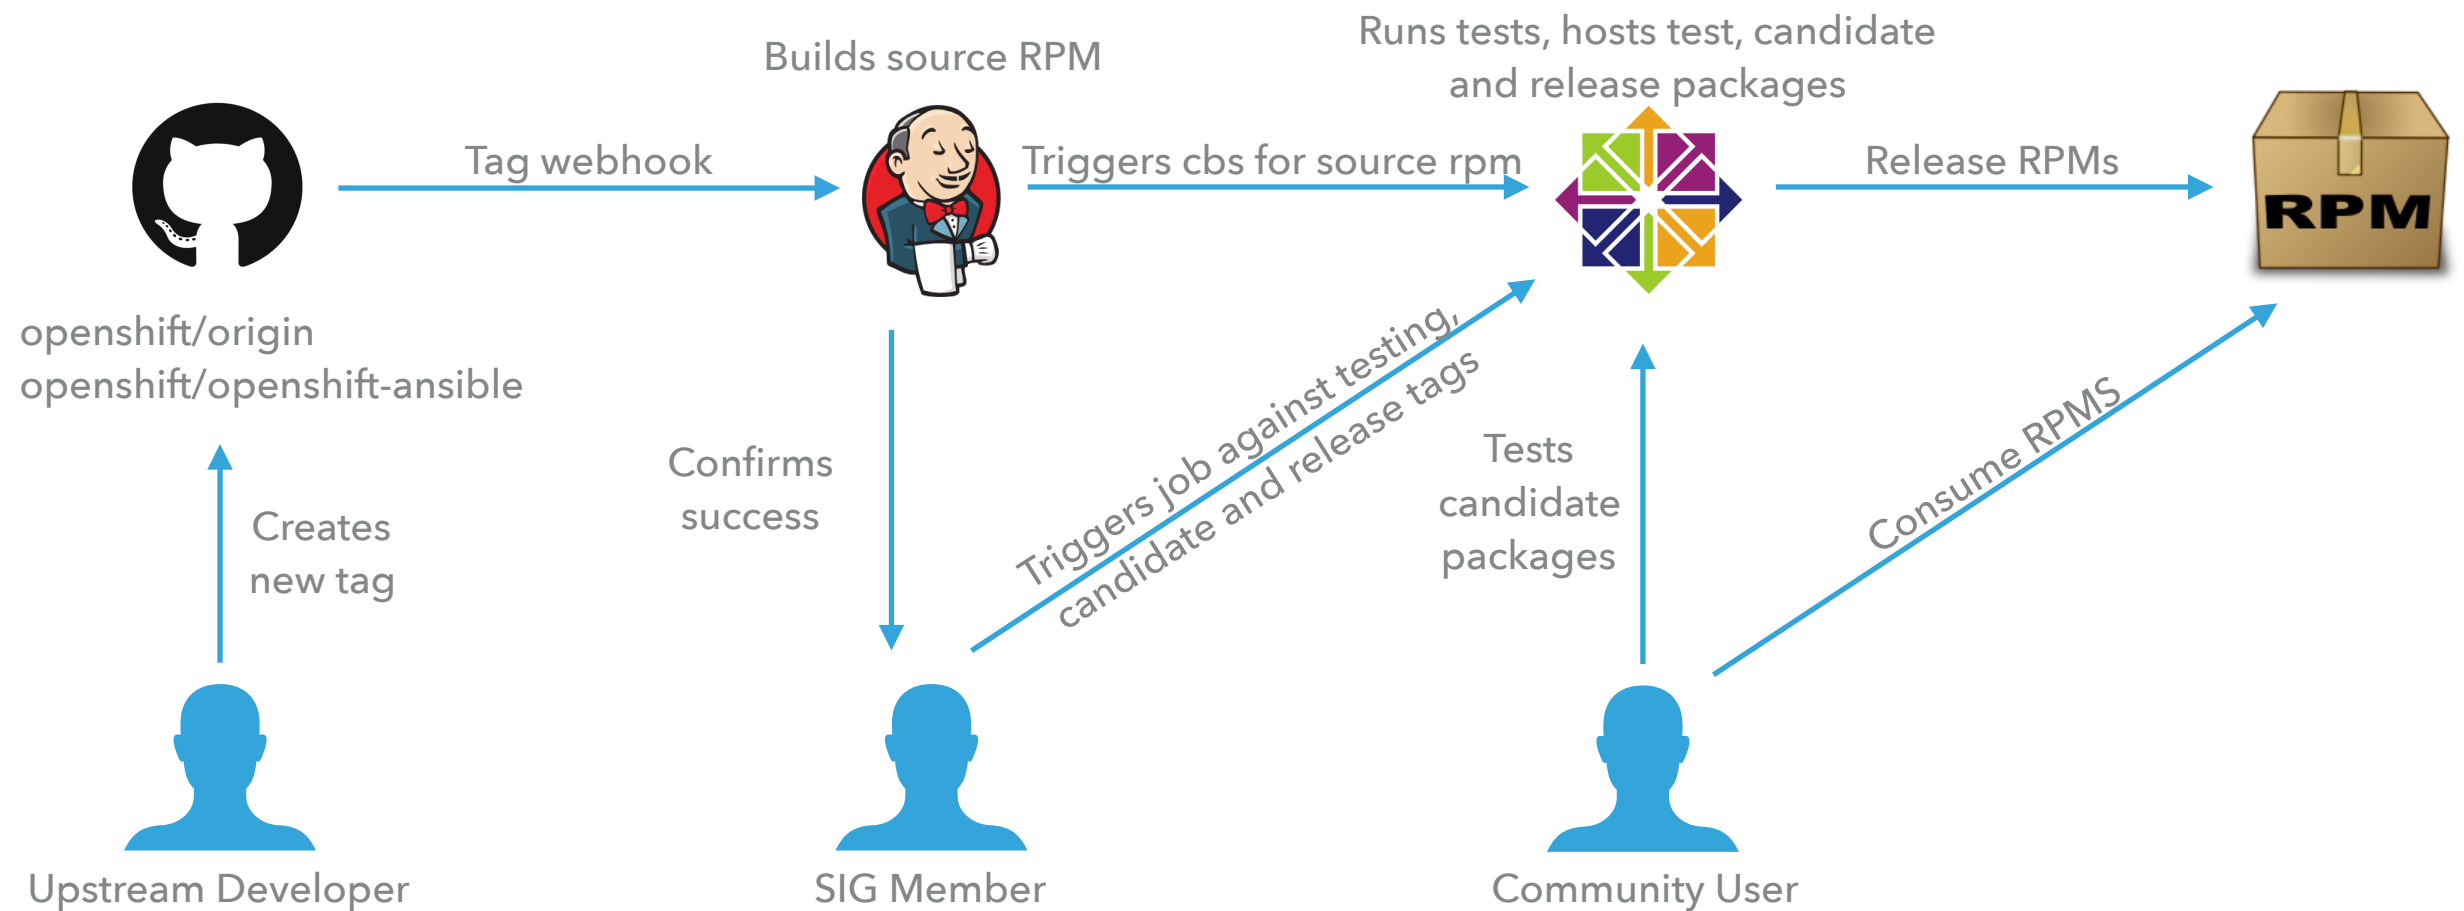 Builds source RPM
Runs tests, hosts test, candidate
and release packages
Tag webhook
Triggers cbs for source rpm
Release RPMs
RPM
openshift/origin
openshift/openshift-ansible
Creates
new tag
Confirms
success
Triggers job against testing,
candidate and release tags
Tests
candidate
packages
Consume RPMS
Upstream Developer
SIG Member
Community User